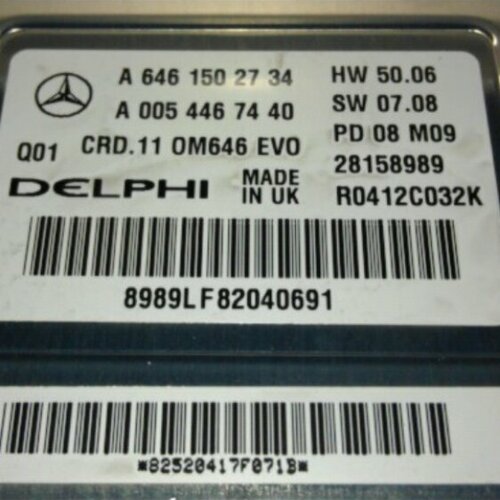 A 646 150 27 34 HW 50.06
A 005 446 74 40 SW 07.08
Q01 CRD.11 OM646 EVO PD 08 M09
DELPHI MADE IN UK 28158989
R0412C032K
8989LF82040691
*82520417F071B*